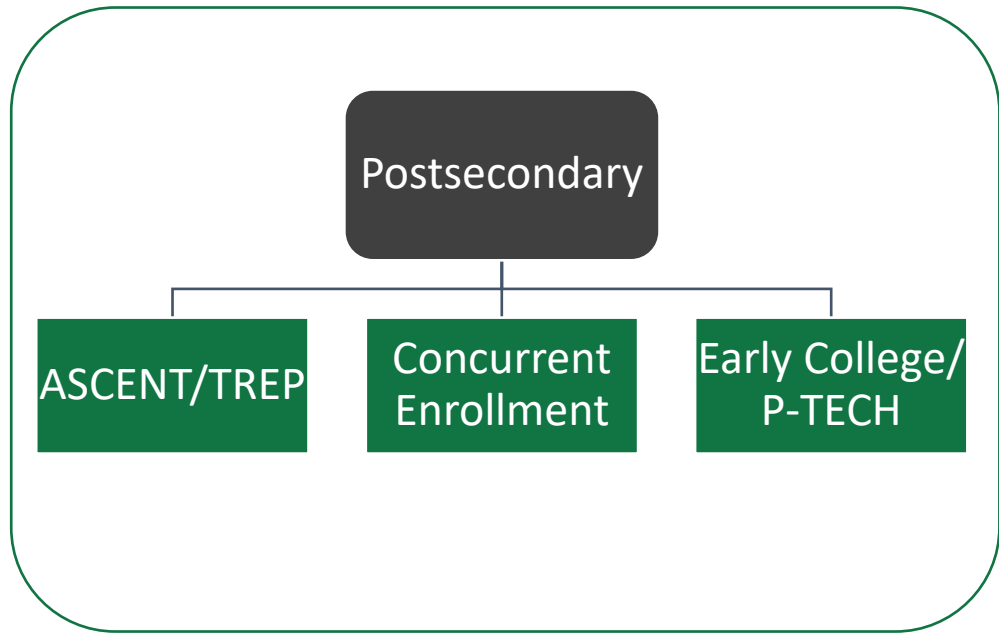 Postsecondary
ASCENT/TREP
Concurrent
Enrollment
Early College/
P-TECH